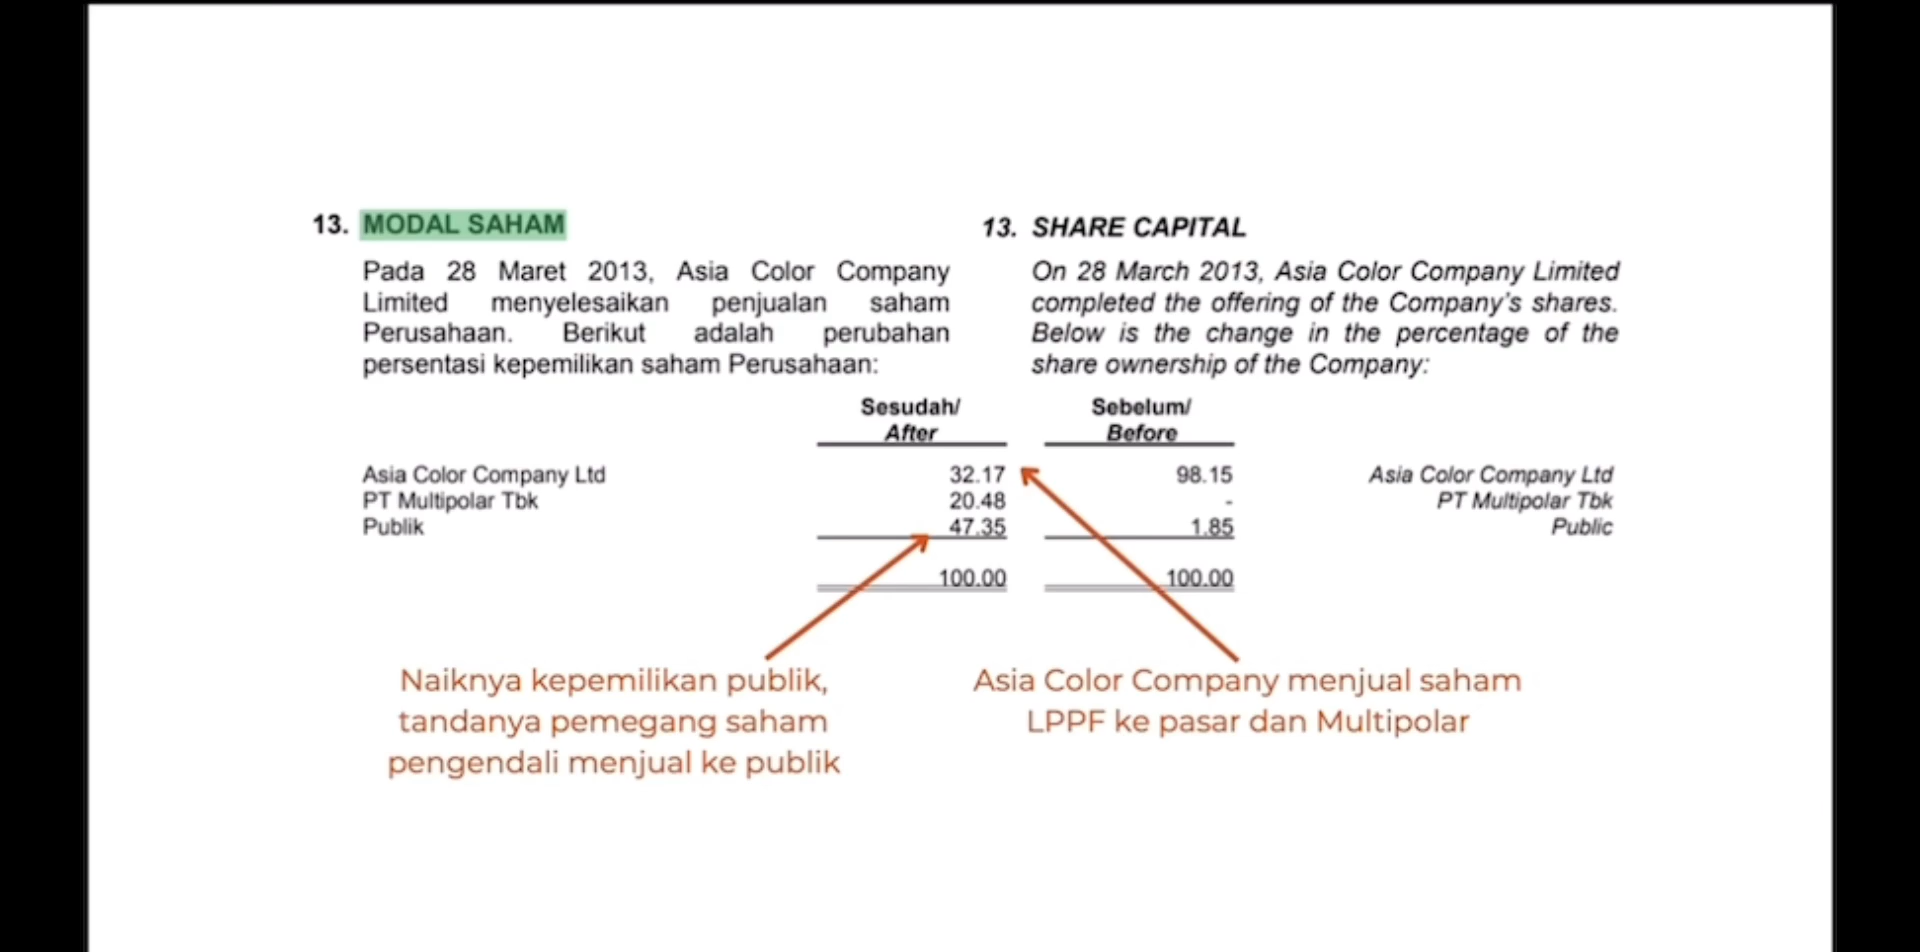 13. MODAL SAHAM
Pada 28 Maret 2013, Asia Color Company
Limited menyelesaikan penjualan saham
Perusahaan. Berikut adalah perubahan
persentasi kepemilikan saham Perusahaan:
13. SHARE CAPITAL
On 28 March 2013, Asia Color Company Limited
completed the offering of the Company's shares.
Below is the change in the percentage of the
share ownership of the Company:
Sesudah/ Sebelum/
After Before
Asia Color Company Ltd 32.17 98.15 Asia Color Company Ltd
PT Multipolar Tbk 20.48 - PT Multipolar Tbk
Publik 47.35 1.85 Public
100.00 100.00
Naiknya kepemilikan publik,
tandanya pemegang saham
pengendali menjual ke publik
Asia Color Company menjual saham
LPPF ke pasar dan Multipolar